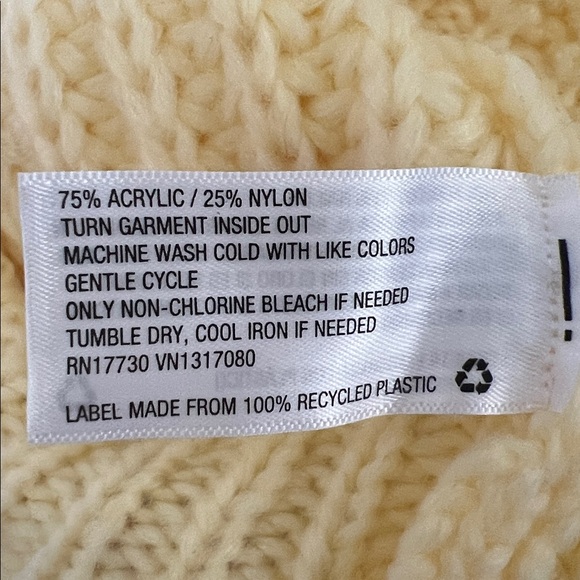 75% ACRYLIC / 25% NYLON
TURN GARMENT INSIDE OUT
MACHINE WASH COLD WITH LIKE COLORS
GENTLE CYCLE
ONLY NON-CHLORINE BLEACH IF NEEDED
TUMBLE DRY, COOL IRON IF NEEDED
RN17730 VN1317080
LABEL MADE FROM 100% RECYCLED PLASTIC